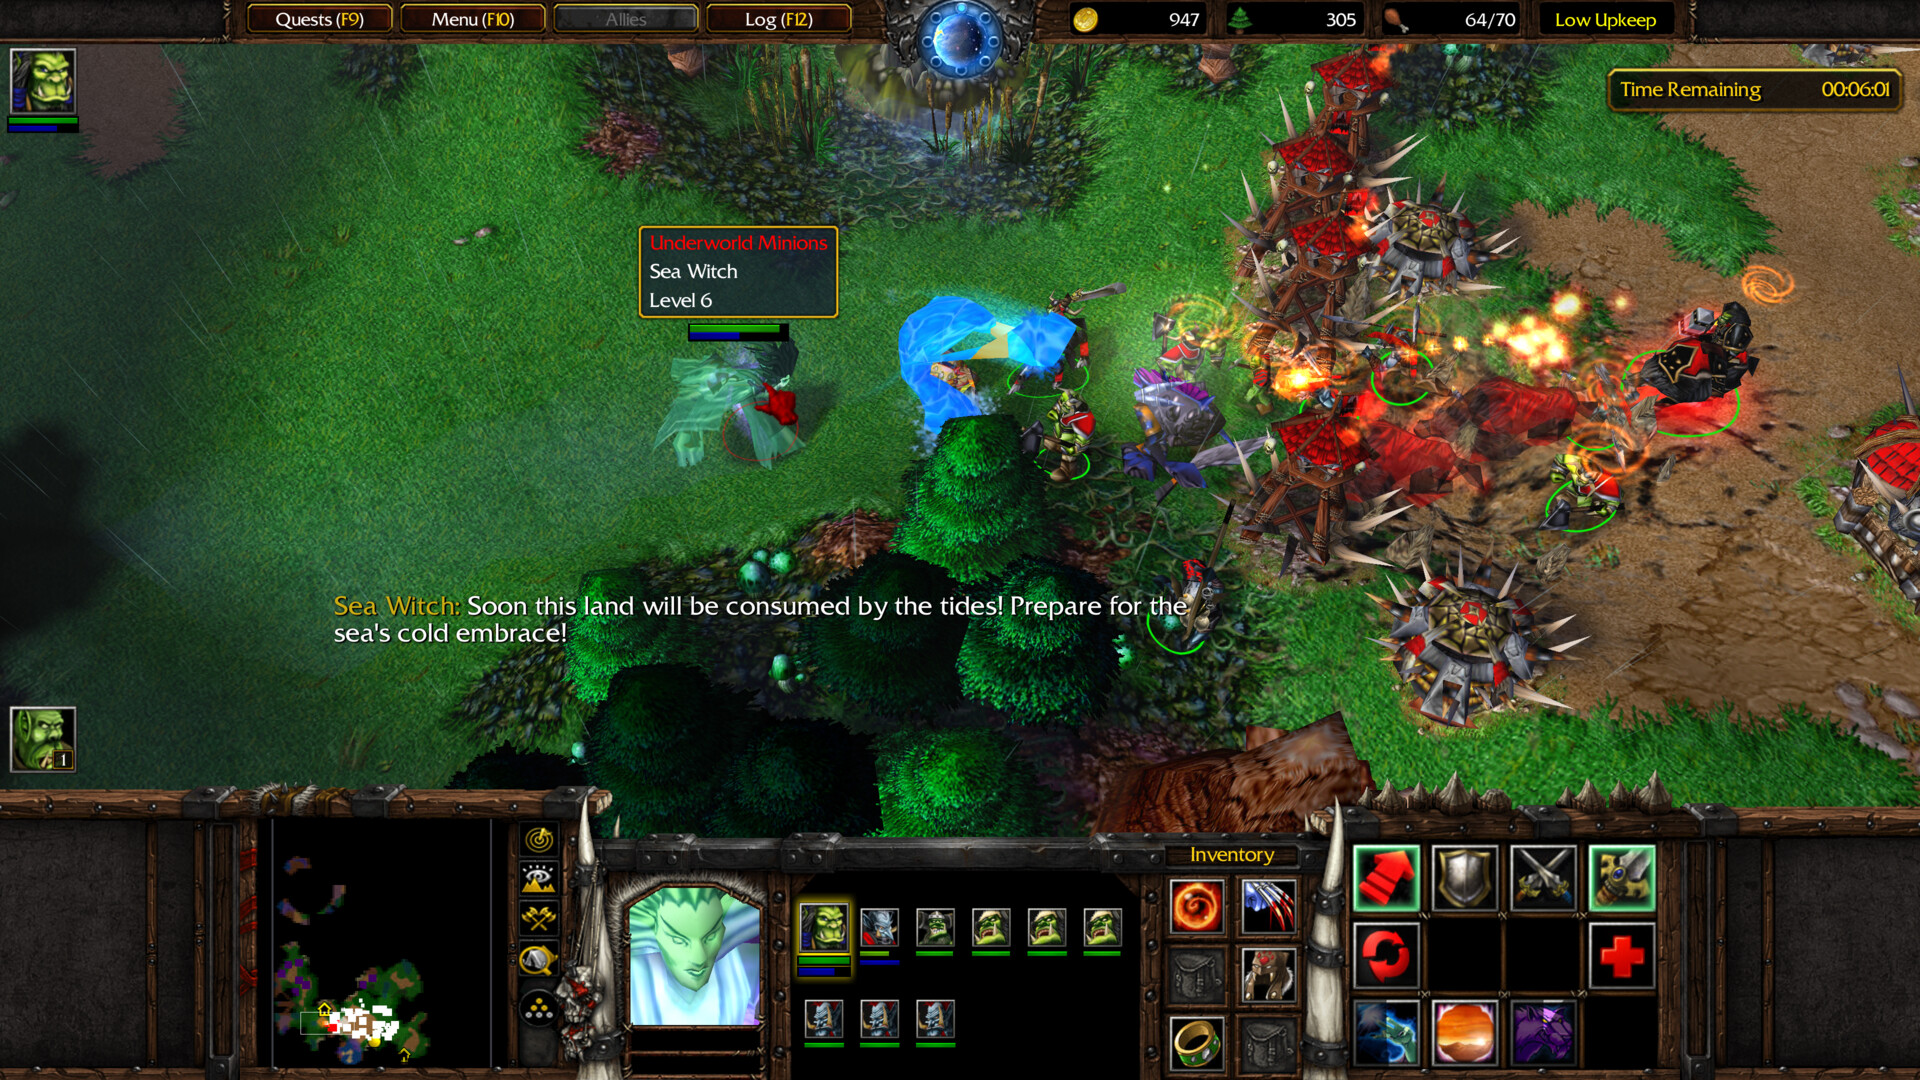 Quests (F9)
Menu (F10)
Allies
Log (F12)
947
305
64/70
Low Upkeep
Time Remaining 00:06:01
Underworld Minions
Sea Witch
Level 6
Sea Witch: Soon this land will be consumed by the tides! Prepare for the
sea's cold embrace!
1
Inventory